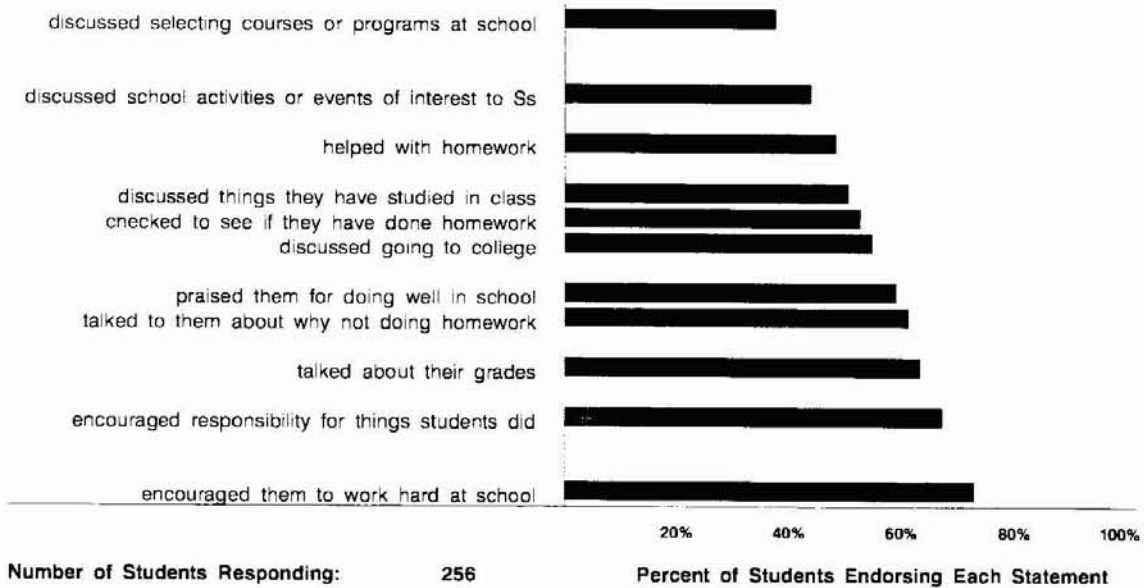 discussed selecting courses or programs at school
discussed school activities or events of interest to Ss
helped with homework
discussed things they have studied in class
cnecked to see if they have done homework
discussed going to college
praised them for doing well in school
talked to them about why not doing homework
talked about their grades
encouraged responsibility for things students did
encouraged them to work hard at school
20% 40% 60% 80% 100%
Number of Students Responding: 256 Percent of Students Endorsing Each Statement